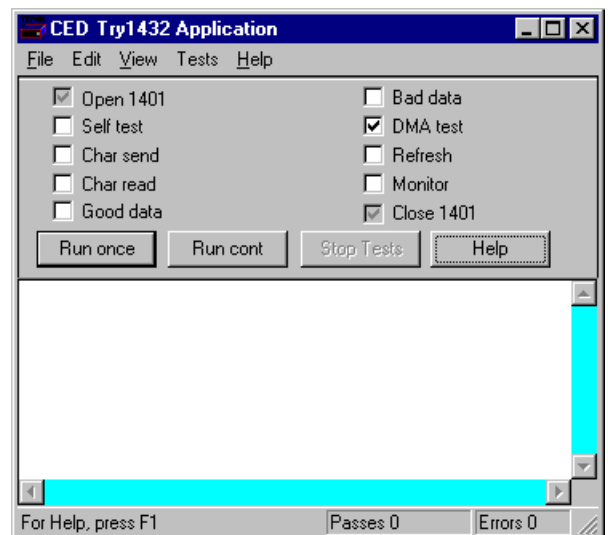 CED Try1432 Application
File Edit View Tests Help
Open 1401
Self test
Char send
Char read
Good data
Bad data
DMA test
Refresh
Monitor
Close 1401
Run once Run cont Stop Tests Help
For Help, press F1 Passes 0 Errors 0